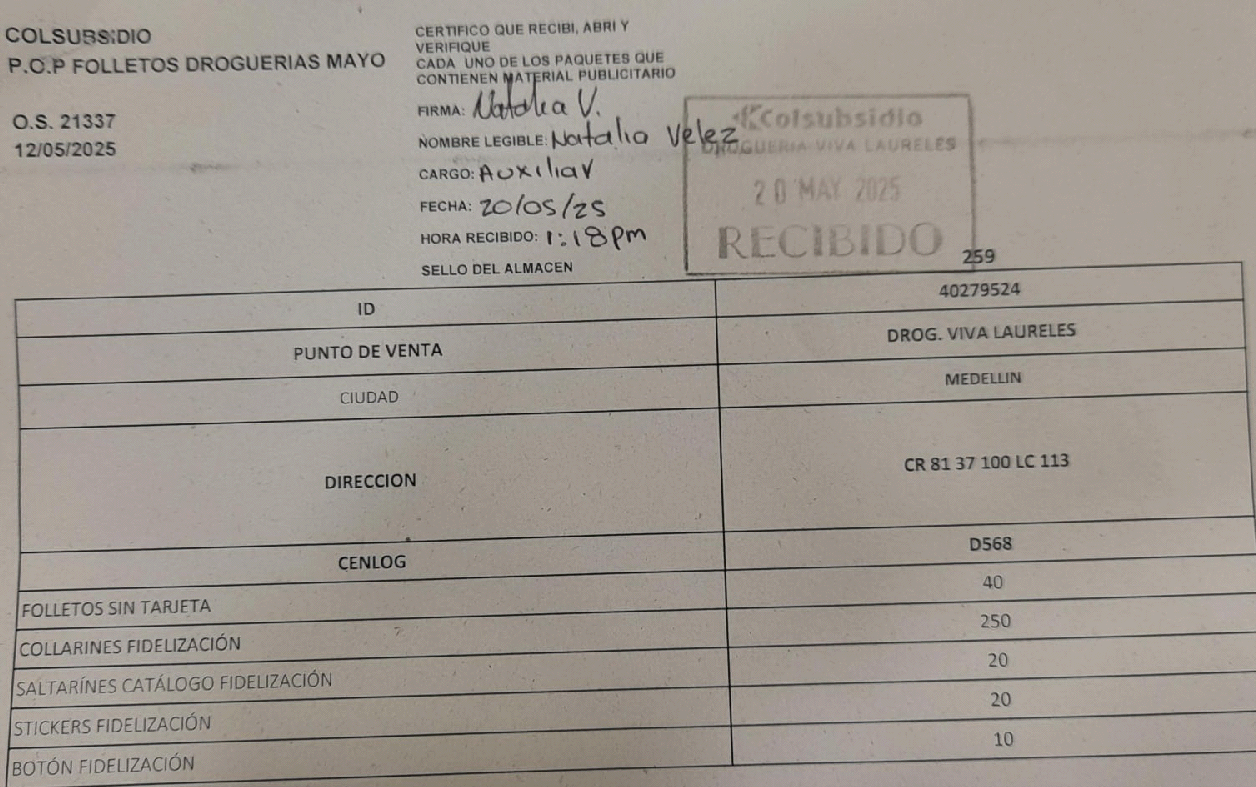 COLSUBSIDIO
P.O.P FOLLETOS DROGUERIAS MAYO
O.S. 21337
12/05/2025
CERTIFICO QUE RECIBI, ABRI Y
VERIFIQUE
CADA UNO DE LOS PAQUETES QUE
CONTIENEN MATERIAL PUBLICITARIO
FIRMA: Natalia V.
NOMBRE LEGIBLE: Natalia Velez
CARGO: Auxiliar
FECHA: 20/05/25
HORA RECIBIDO: 1:18 pm
SELLO DEL ALMACEN
Colsubsidio
DROGUERIA VIVA LAURELES
20 MAY 2025
RECIBIDO
259
ID 40279524
PUNTO DE VENTA DROG. VIVA LAURELES
CIUDAD MEDELLIN
DIRECCION CR 81 37 100 LC 113
CENLOG D568
FOLLETOS SIN TARJETA 40
COLLARINES FIDELIZACIÓN 250
SALTARÍNES CATÁLOGO FIDELIZACIÓN 20
STICKERS FIDELIZACIÓN 20
BOTÓN FIDELIZACIÓN 10